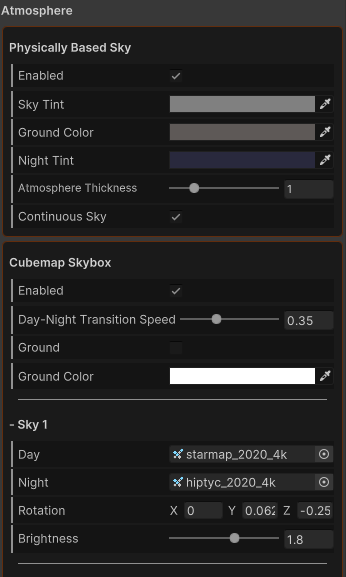 Atmosphere
Physically Based Sky
Enabled
Sky Tint
Ground Color
Night Tint
Atmosphere Thickness 1
Continuous Sky
Cubemap Skybox
Enabled
Day-Night Transition Speed 0.35
Ground
Ground Color
- Sky 1
Day starmap_2020_4k
Night hiptyc_2020_4k
Rotation X 0 Y 0.062 Z -0.25
Brightness 1.8